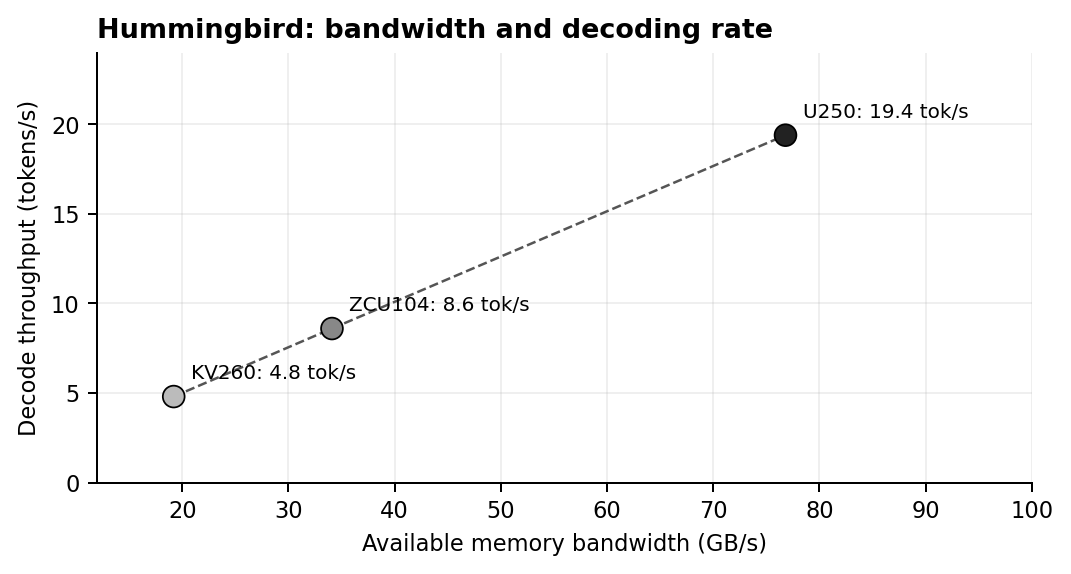 Hummingbird: bandwidth and decoding rate
Decode throughput (tokens/s)
20
15
10
5
0
U250: 19.4 tok/s
ZCU104: 8.6 tok/s
KV260: 4.8 tok/s
20 30 40 50 60 70 80 90 100
Available memory bandwidth (GB/s)